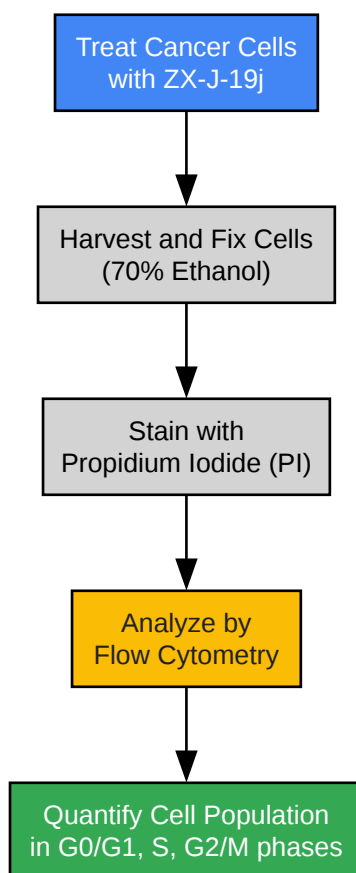 Treat Cancer Cells
with ZX-J-19j
Harvest and Fix Cells
(70% Ethanol)
Stain with
Propidium Iodide (PI)
Analyze by
Flow Cytometry
Quantify Cell Population
in G0/G1, S, G2/M phases